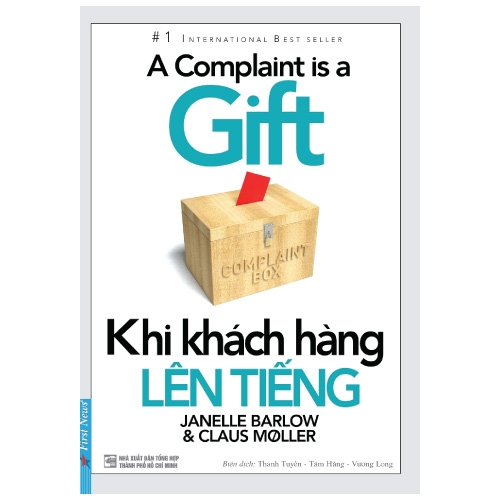 #1 INTERNATIONAL BEST SELLER
A Complaint is a
Gift
COMPLAINT
BOX
Khi khách hàng
LÊN TIẾNG
JANELLE BARLOW
& CLAUS MØLLER
First News
NHÀ XUẤT BẢN TỔNG HỢP
THÀNH PHỐ HỒ CHÍ MINH
Biên dịch: Thanh Tuyên - Tâm Hằng - Vương Long